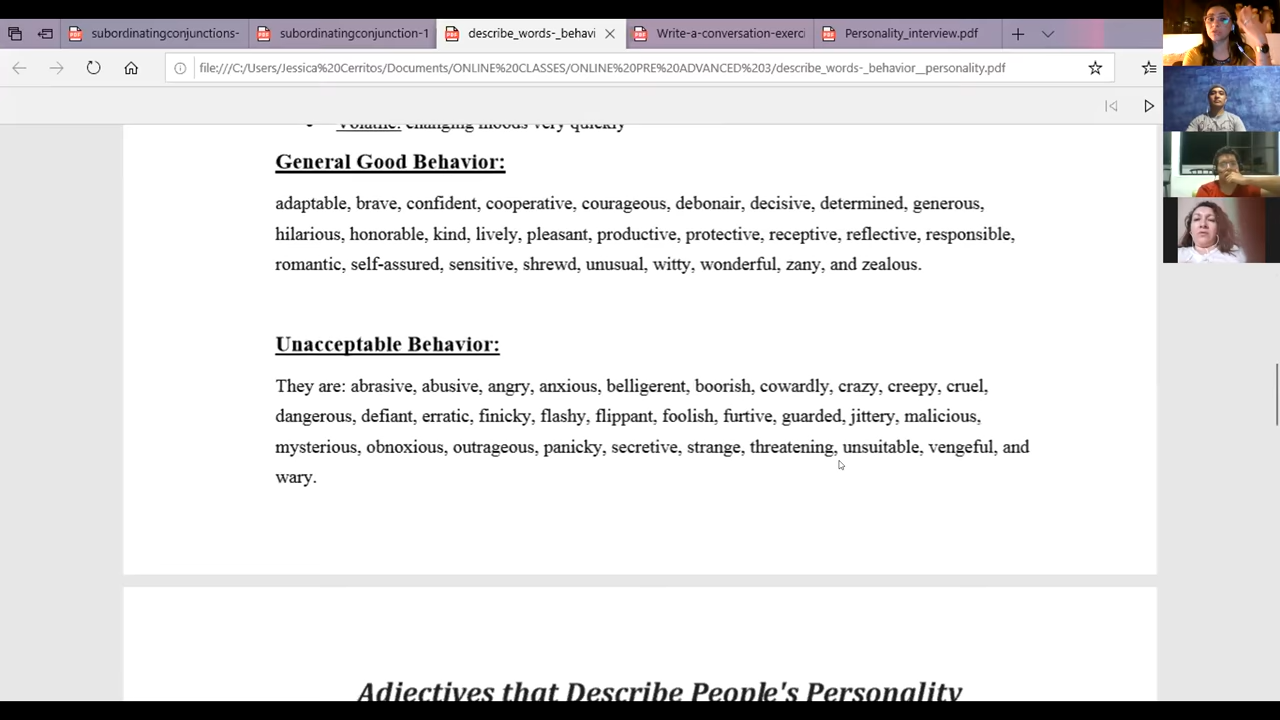 subordinatingconjunctions-
subordinatingconjunction-1
describe_words-_behavi
Write-a-conversation-exerci
Personality_interview.pdf
file:///C:/Users/Jessica%20Cerritos/Documents/ONLINE%20CLASSES/ONLINE%20PRE%20ADVANCED%203/describe_words-_behavior__personality.pdf
Volatile: changing moods very quickly
General Good Behavior:
adaptable, brave, confident, cooperative, courageous, debonair, decisive, determined, generous,
hilarious, honorable, kind, lively, pleasant, productive, protective, receptive, reflective, responsible,
romantic, self-assured, sensitive, shrewd, unusual, witty, wonderful, zany, and zealous.
Unacceptable Behavior:
They are: abrasive, abusive, angry, anxious, belligerent, boorish, cowardly, crazy, creepy, cruel,
dangerous, defiant, erratic, finicky, flashy, flippant, foolish, furtive, guarded, jittery, malicious,
mysterious, obnoxious, outrageous, panicky, secretive, strange, threatening, unsuitable, vengeful, and
wary.
Adjectives that Describe People's Personality